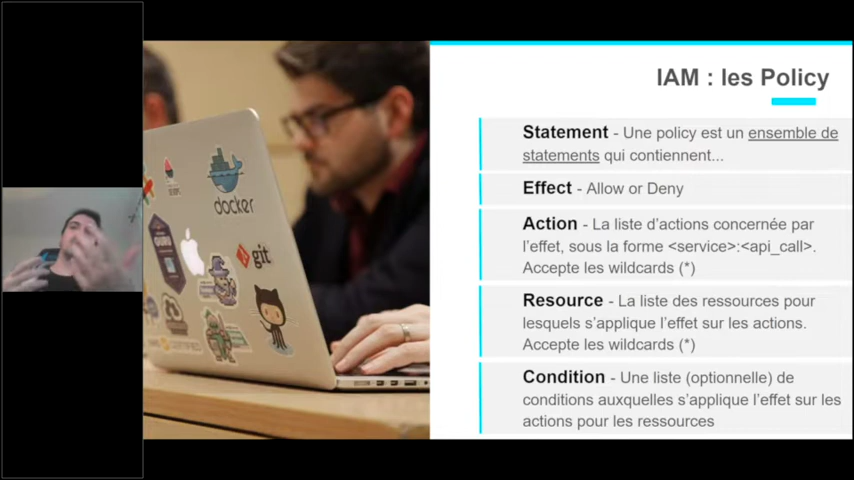 IAM : les Policy
Statement - Une policy est un ensemble de
statements qui contiennent...
Effect - Allow or Deny
Action - La liste d'actions concernée par
l'effet, sous la forme <service>:<api_call>.
Accepte les wildcards (*)
Resource - La liste des ressources pour
lesquels s'applique l'effet sur les actions.
Accepte les wildcards (*)
Condition - Une liste (optionnelle) de
conditions auxquelles s'applique l'effet sur les
actions pour les ressources
docker
git